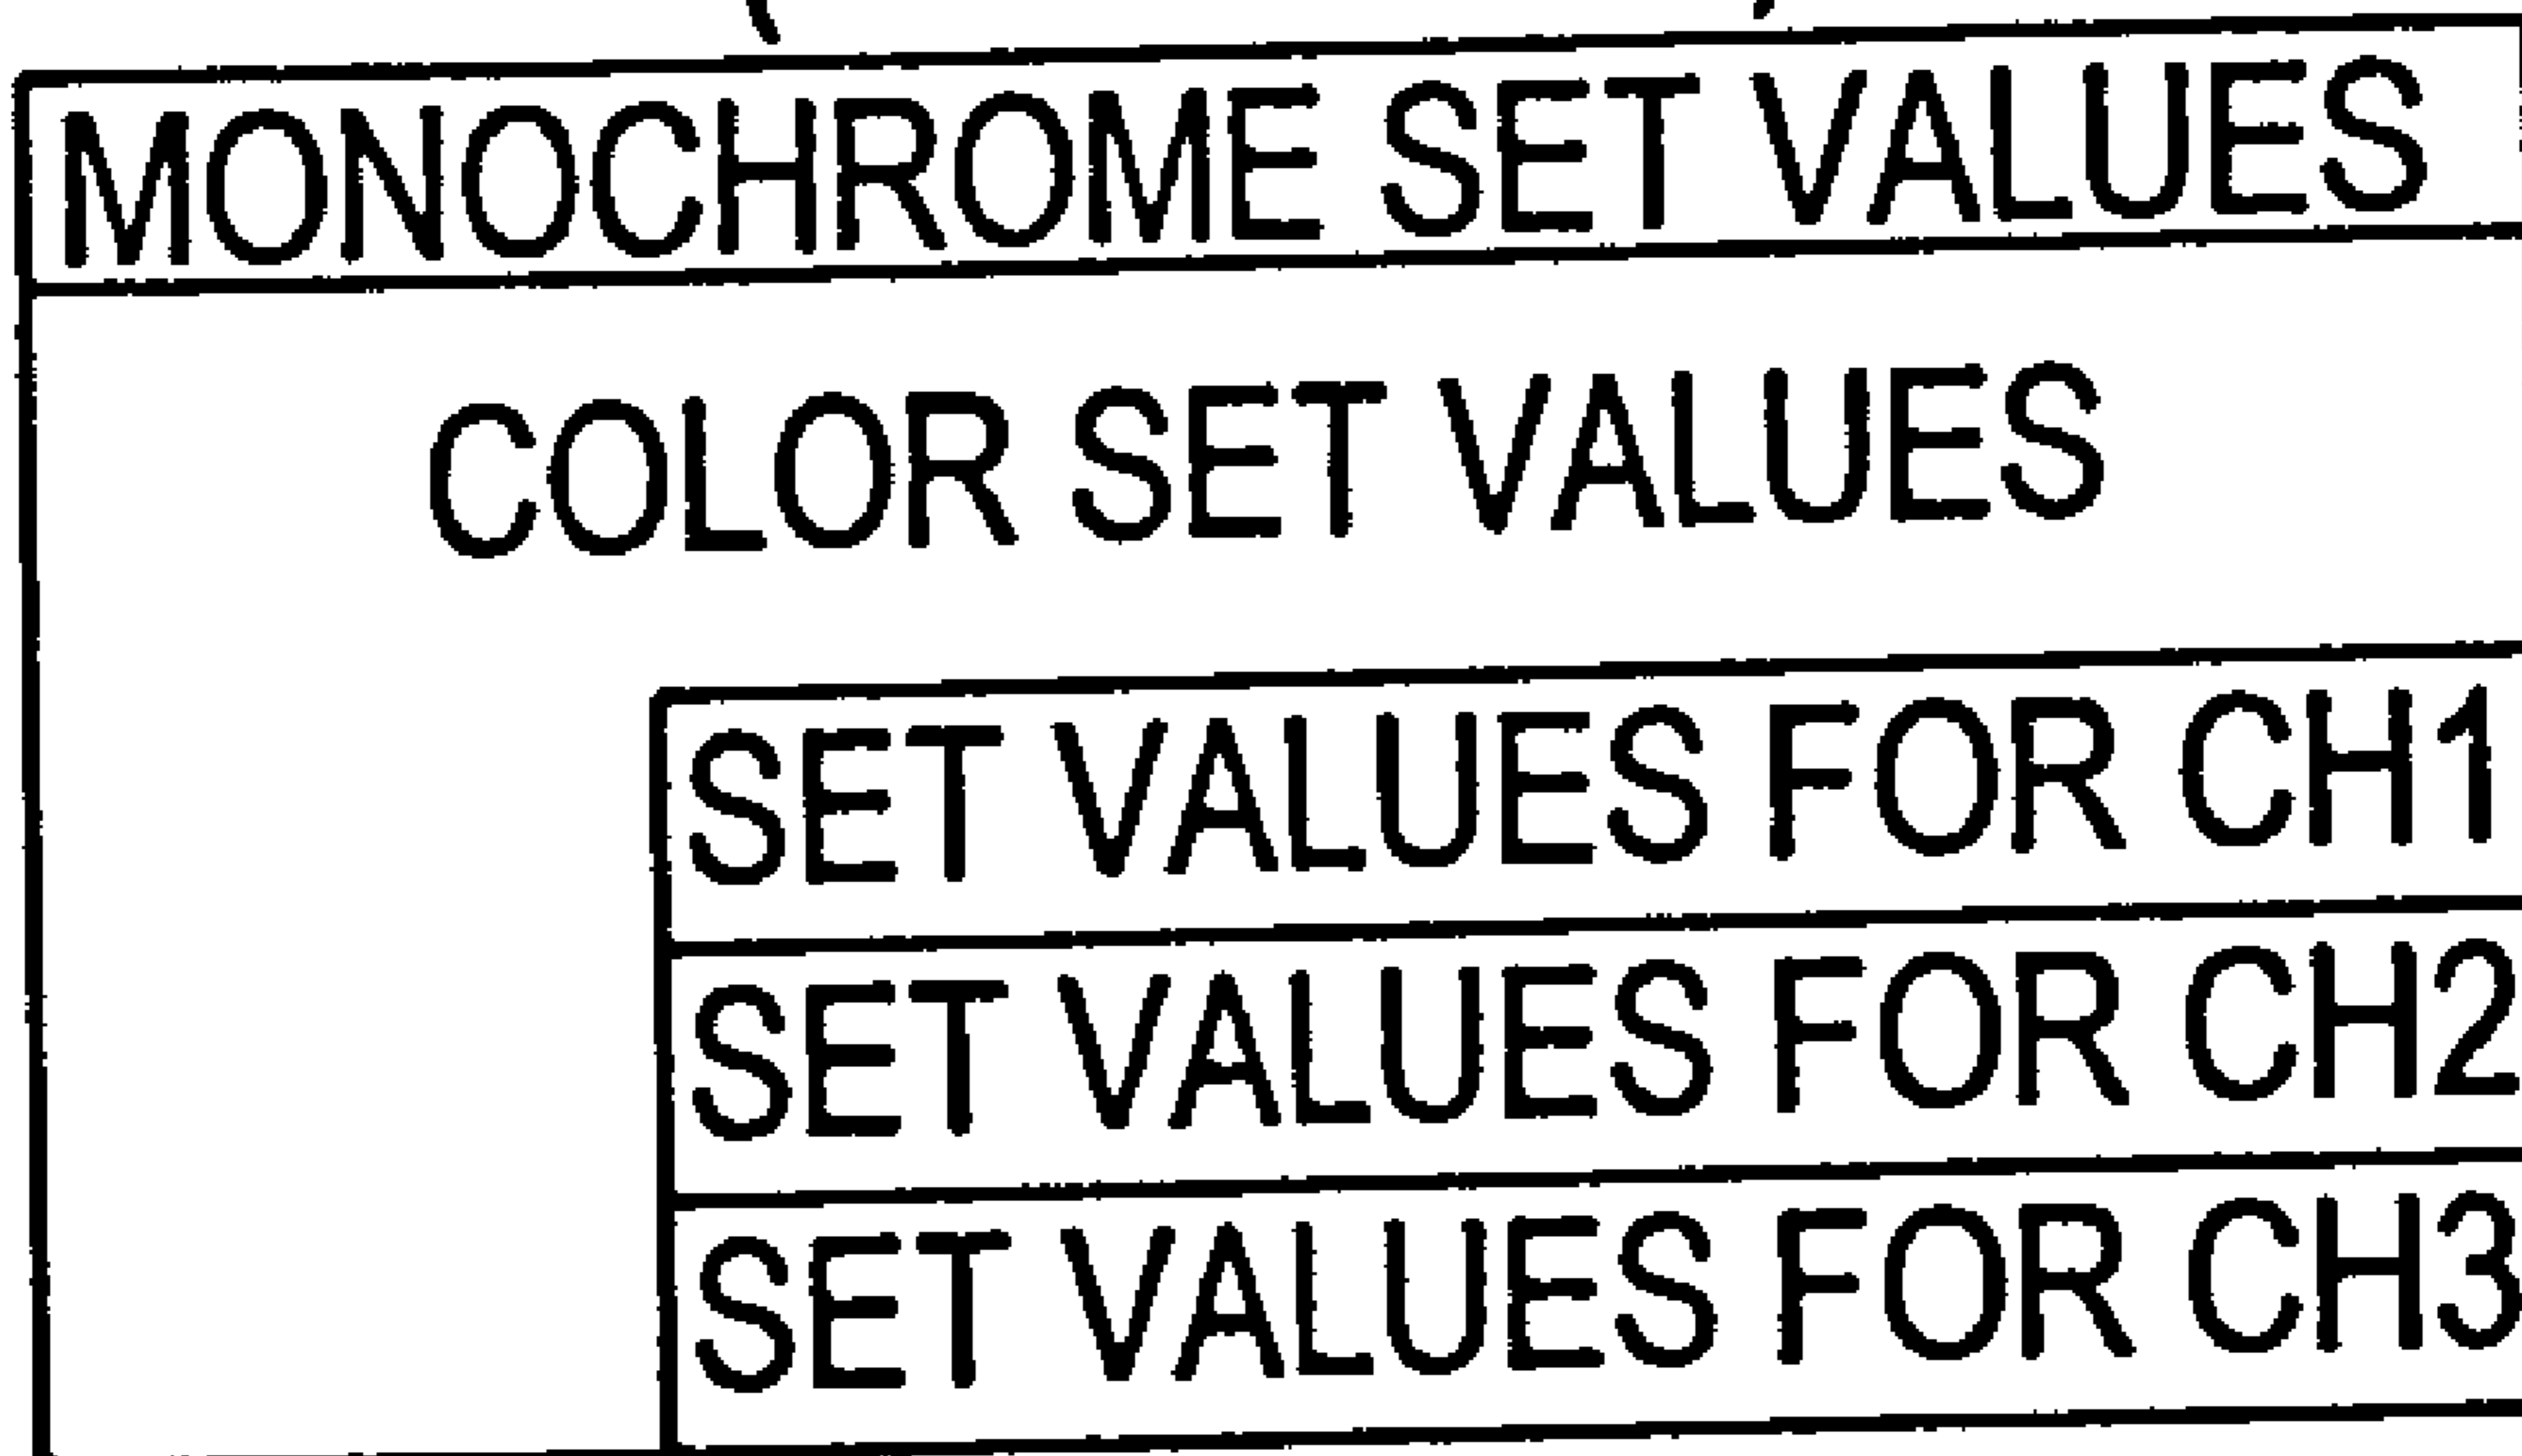 MONOCHROME SET VALUES
COLOR SET VALUES
SET VALUES FOR CH1
SET VALUES FOR CH2
SET VALUES FOR CH3